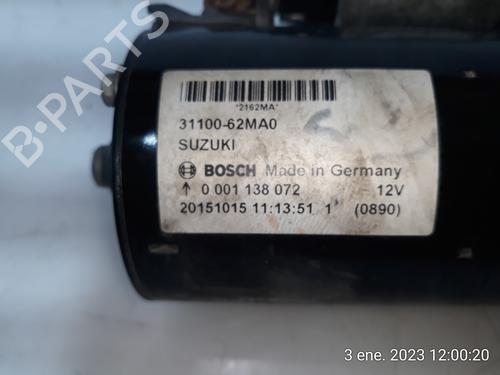 *2162MA*
31100-62MA0
SUZUKI
BOSCH Made in Germany
0 001 138 072 12V
20151015 11:13:51 1 (0890)
B-PARTS
3 ene. 2023 12:00:20